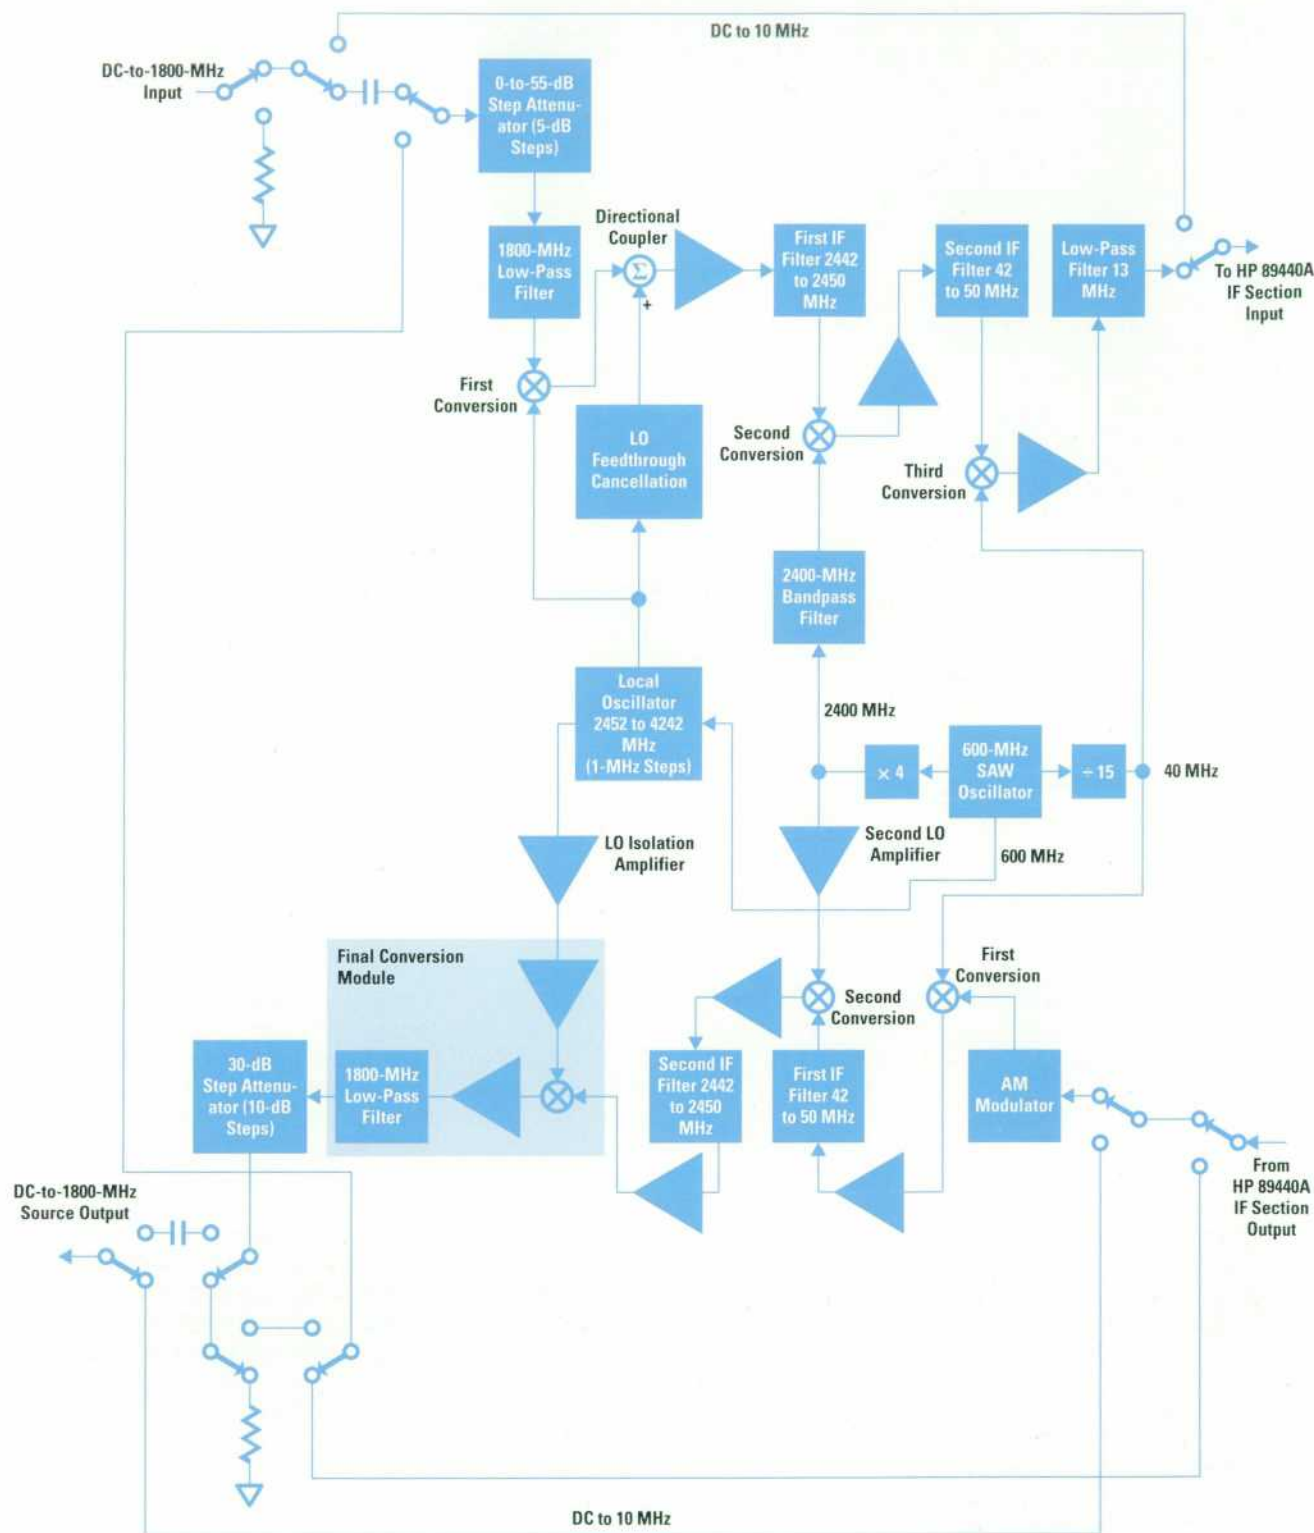 DC to 10 MHz
DC-to-1800-MHz
Input
0-to-55-dB
Step Attenu-
ator (5-dB
Steps)
Directional
Coupler
1800-MHz
Low-Pass
Filter
Σ
+
First IF
Filter 2442
to 2450
MHz
Second IF
Filter 42
to 50 MHz
Low-Pass
Filter 13
MHz
To HP 89440A
IF Section
Input
First
Conversion
LO
Feedthrough
Cancellation
Second
Conversion
Third
Conversion
2400-MHz
Bandpass
Filter
Local
Oscillator
2452 to 4242
MHz
(1-MHz Steps)
2400 MHz
× 4
600-MHz
SAW
Oscillator
÷ 15
40 MHz
LO Isolation
Amplifier
Second LO
Amplifier
600 MHz
Final Conversion
Module
First
Conversion
Second
Conversion
30-dB
Step Attenu-
ator (10-dB
Steps)
1800-MHz
Low-Pass
Filter
Second IF
Filter 2442
to 2450
MHz
First IF
Filter 42
to 50 MHz
AM
Modulator
From
HP 89440A
IF Section
Output
DC-to-1800-MHz
Source Output
DC to 10 MHz